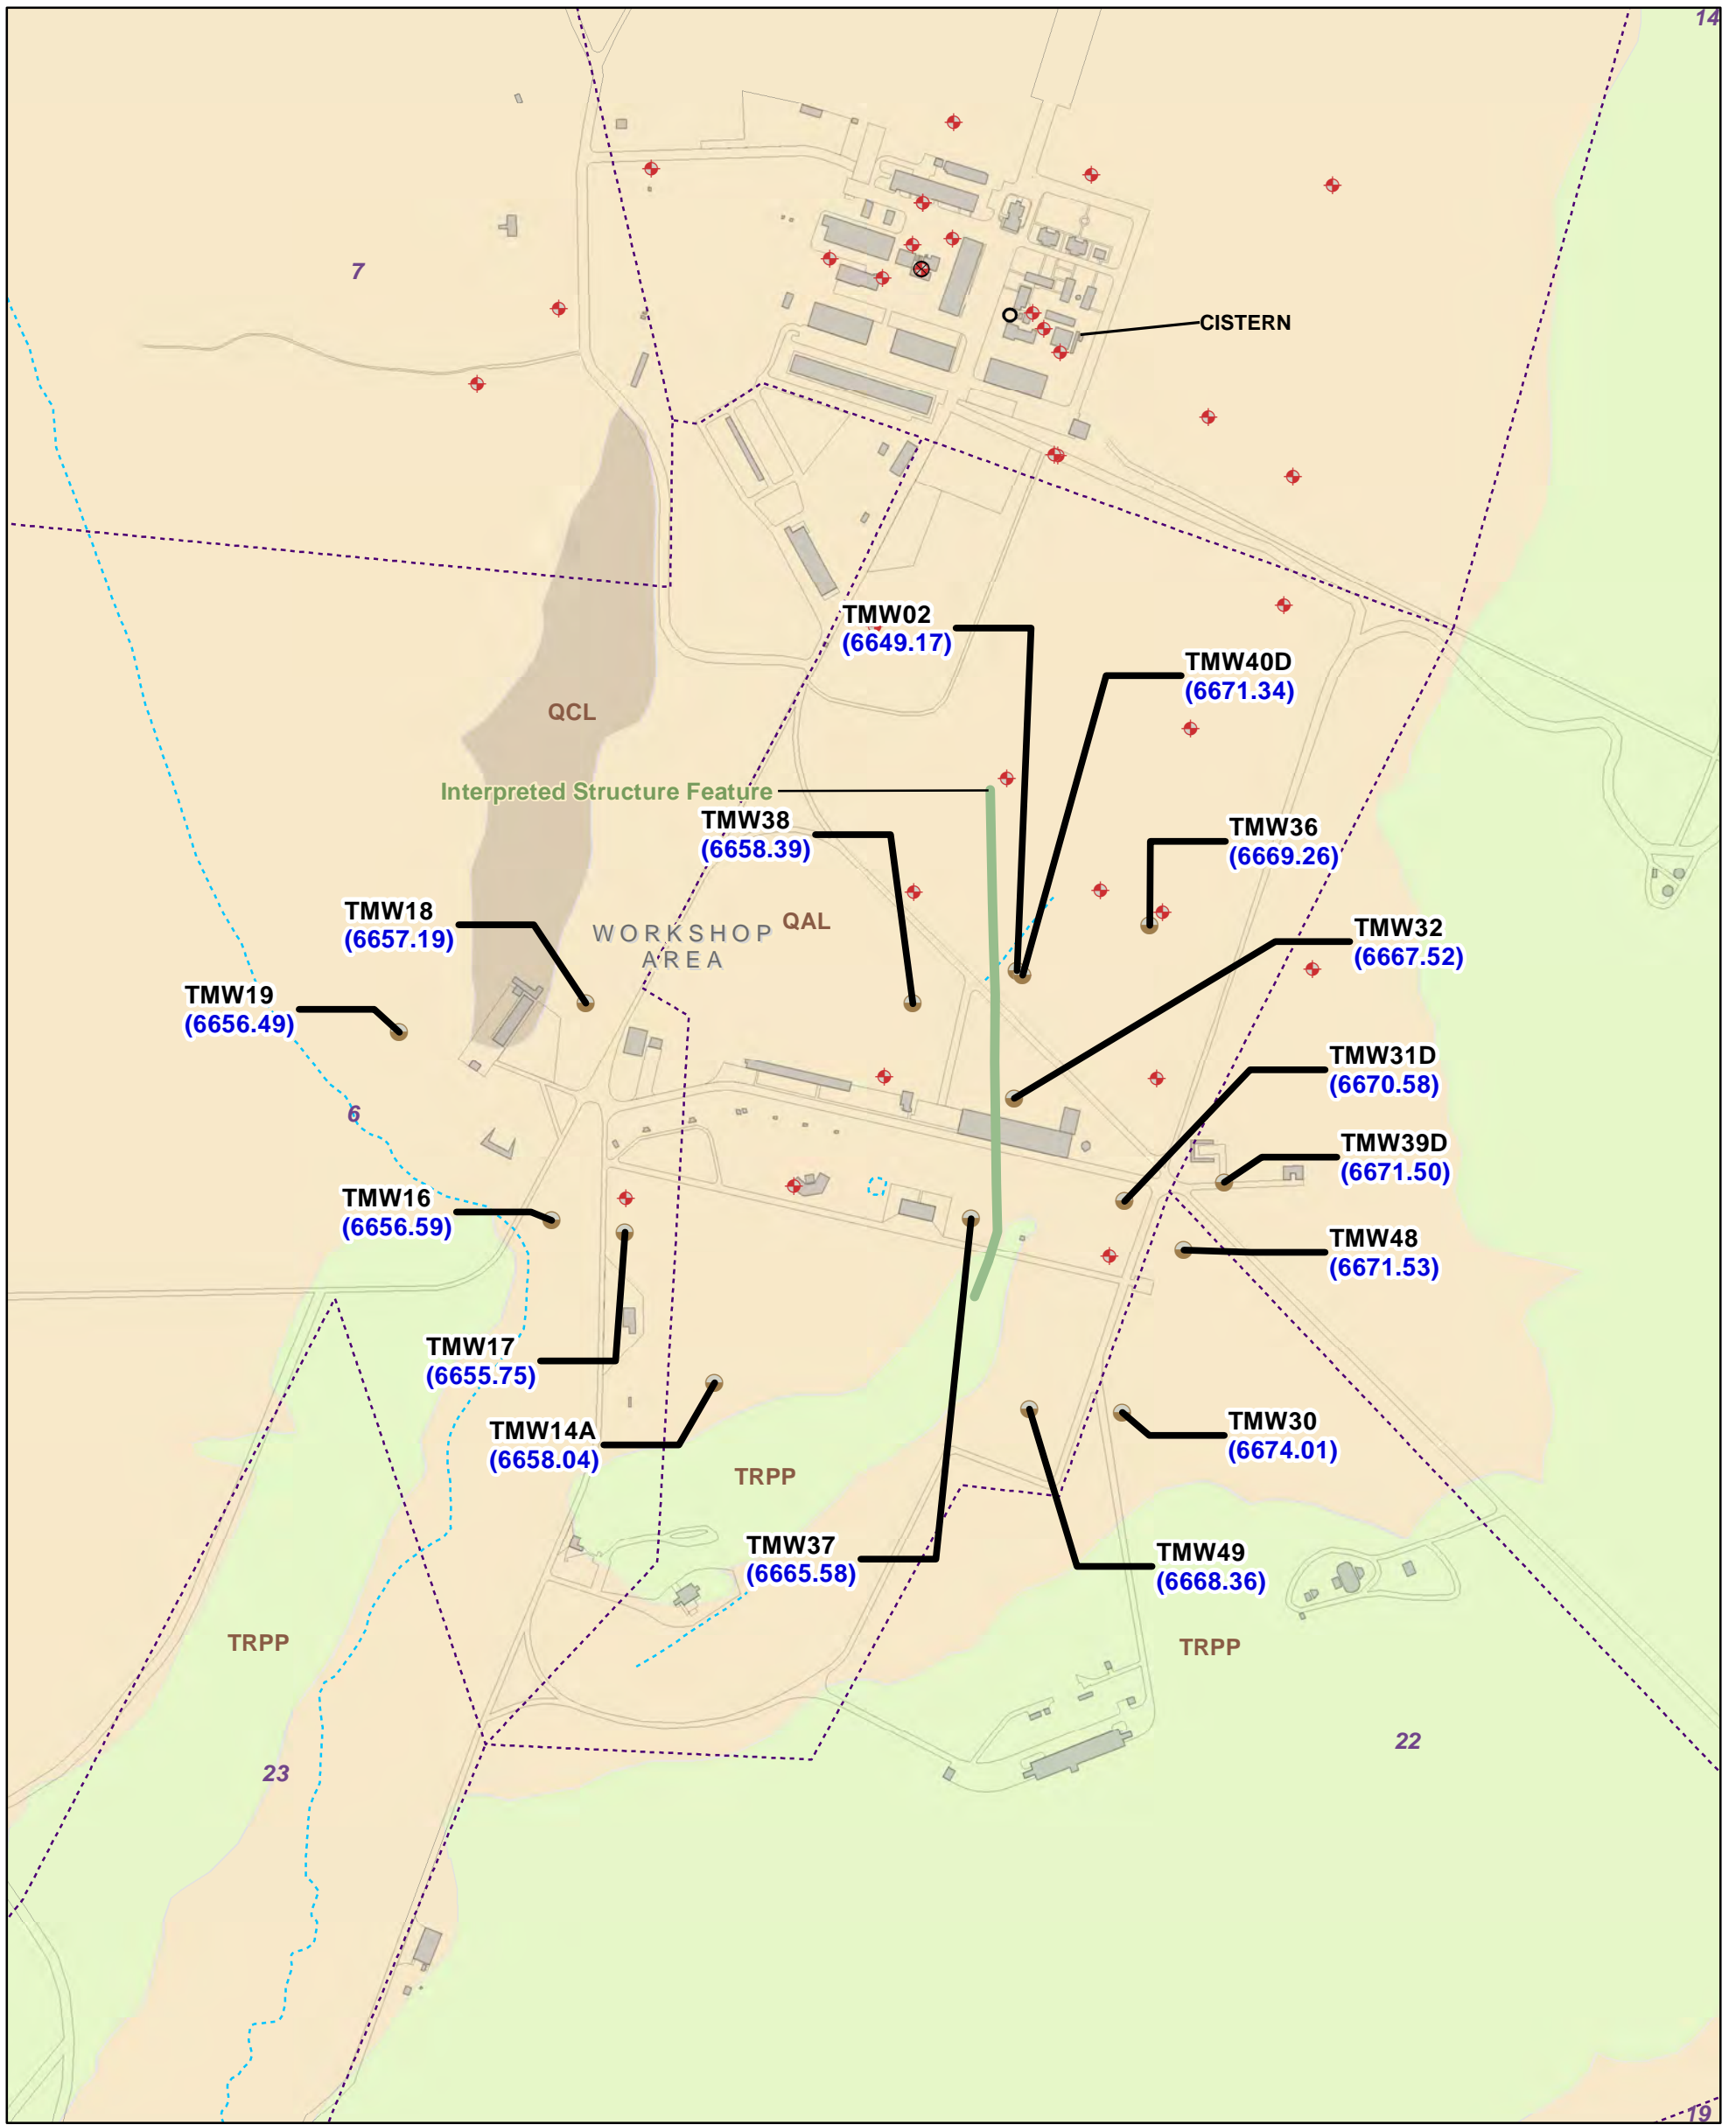 14
7
CISTERN
TMW02
(6649.17)
TMW40D
(6671.34)
QCL
Interpreted Structure Feature
TMW38
(6658.39)
TMW36
(6669.26)
TMW18
(6657.19)
WORKSHOP
AREA
QAL
TMW32
(6667.52)
TMW19
(6656.49)
TMW31D
(6670.58)
6
TMW39D
(6671.50)
TMW16
(6656.59)
TMW48
(6671.53)
TMW17
(6655.75)
TMW14A
(6658.04)
TMW30
(6674.01)
TRPP
TMW37
(6665.58)
TMW49
(6668.36)
TRPP
TRPP
22
23
19